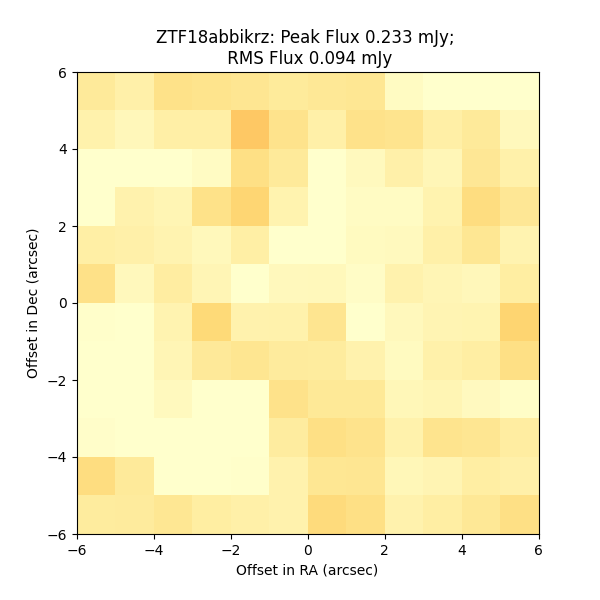 ZTF18abbikrz: Peak Flux 0.233 mJy;
RMS Flux 0.094 mJy
6
4
2
0
−2
−4
−6
Offset in Dec (arcsec)
−6 −4 −2 0 2 4 6
Offset in RA (arcsec)